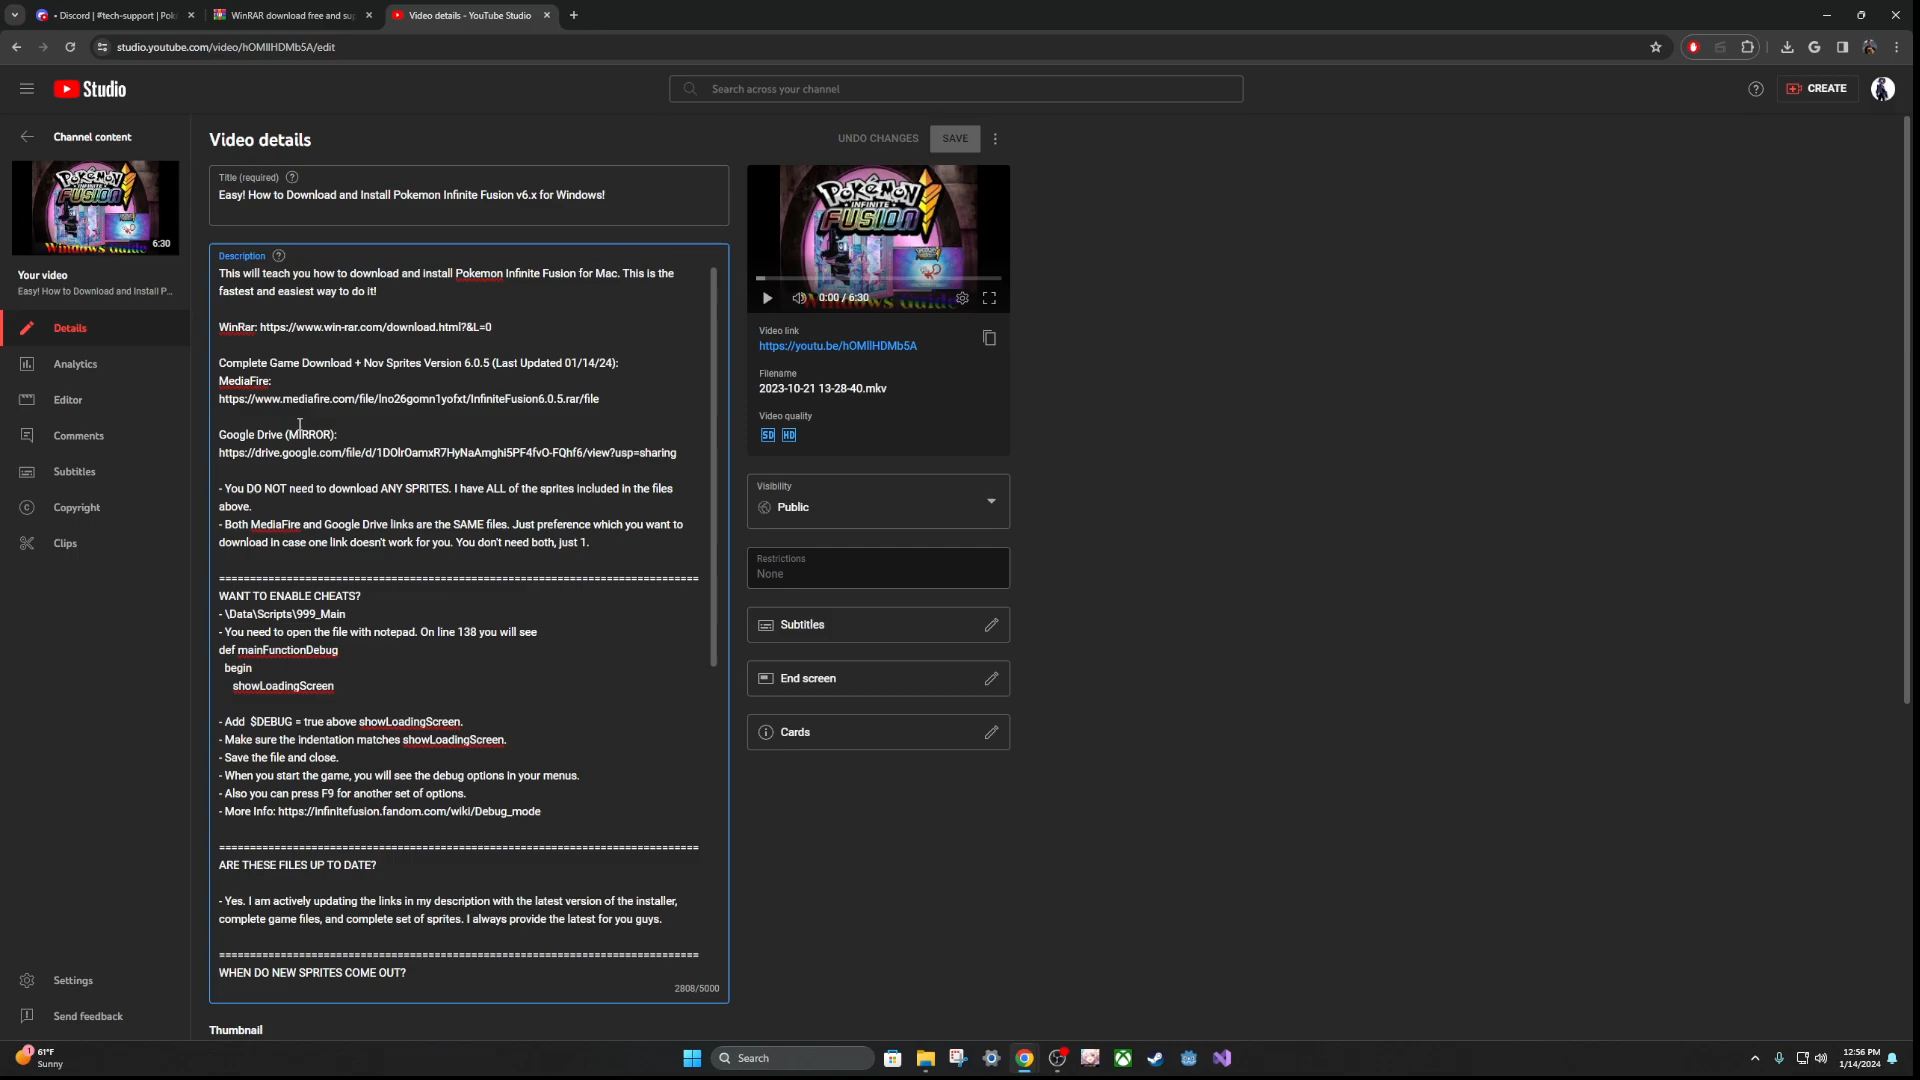 • Discord | #tech-support | Pok
WinRAR download free and sup
Video details - YouTube Studio
studio.youtube.com/video/hOMIlHDMb5A/edit
Studio
Search across your channel
CREATE
Channel content
Video details
UNDO CHANGES
SAVE
6:30
Your video
Easy! How to Download and Install P...
Details
Analytics
Editor
Comments
Subtitles
Copyright
Clips
Settings
Send feedback
Title (required)
Easy! How to Download and Install Pokemon Infinite Fusion v6.x for Windows!
Description
This will teach you how to download and install Pokemon Infinite Fusion for Mac. This is the
fastest and easiest way to do it!
WinRar: https://www.win-rar.com/download.html?&L=0
Complete Game Download + Nov Sprites Version 6.0.5 (Last Updated 01/14/24):
MediaFire:
https://www.mediafire.com/file/lno26gomn1yofxt/InfiniteFusion6.0.5.rar/file
Google Drive (MIRROR):
https://drive.google.com/file/d/1DOlrOamxR7HyNaAmghi5PF4fvO-FQhf6/view?usp=sharing
- You DO NOT need to download ANY SPRITES. I have ALL of the sprites included in the files
above.
- Both MediaFire and Google Drive links are the SAME files. Just preference which you want to
download in case one link doesn't work for you. You don't need both, just 1.
=============================================================================
WANT TO ENABLE CHEATS?
- \Data\Scripts\999_Main
- You need to open the file with notepad. On line 138 you will see
def mainFunctionDebug
begin
showLoadingScreen
- Add  $DEBUG = true above showLoadingScreen.
- Make sure the indentation matches showLoadingScreen.
- Save the file and close.
- When you start the game, you will see the debug options in your menus.
- Also you can press F9 for another set of options.
- More Info: https://infinitefusion.fandom.com/wiki/Debug_mode
=============================================================================
ARE THESE FILES UP TO DATE?
- Yes. I am actively updating the links in my description with the latest version of the installer,
complete game files, and complete set of sprites. I always provide the latest for you guys.
=============================================================================
WHEN DO NEW SPRITES COME OUT?
2808/5000
Thumbnail
POKÉMON
INFINITE
FUSION
Windows Guide
0:00 / 6:30
Video link
https://youtu.be/hOMIlHDMb5A
Filename
2023-10-21 13-28-40.mkv
Video quality
SD HD
Visibility
Public
Restrictions
None
Subtitles
End screen
Cards
61°F
Sunny
Search
12:56 PM
1/14/2024